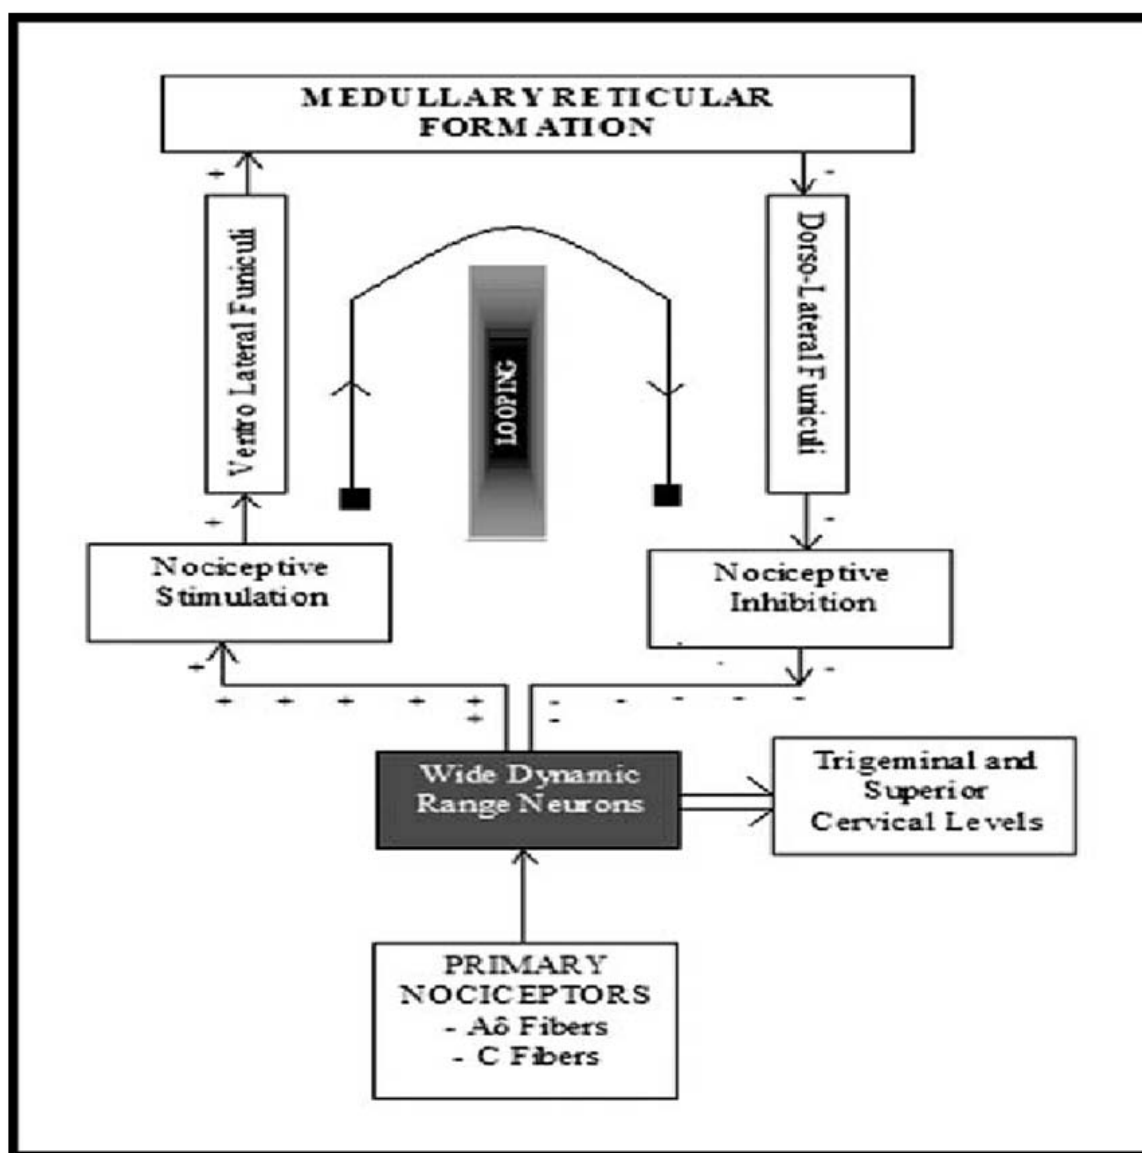 MEDULLARY RETICULAR
FORMATION
+
-
Ventro Lateral Funiculi
LOOPING
Dorso-Lateral Funiculi
+
-
Nociceptive
Stimulation
Nociceptive
Inhibition
+
-
+ + + + +
- - - - -
+
-
Wide Dynamic
Range Neurons
Trigeminal and
Superior
Cervical Levels
PRIMARY
NOCICEPTORS
- Aδ Fibers
- C Fibers